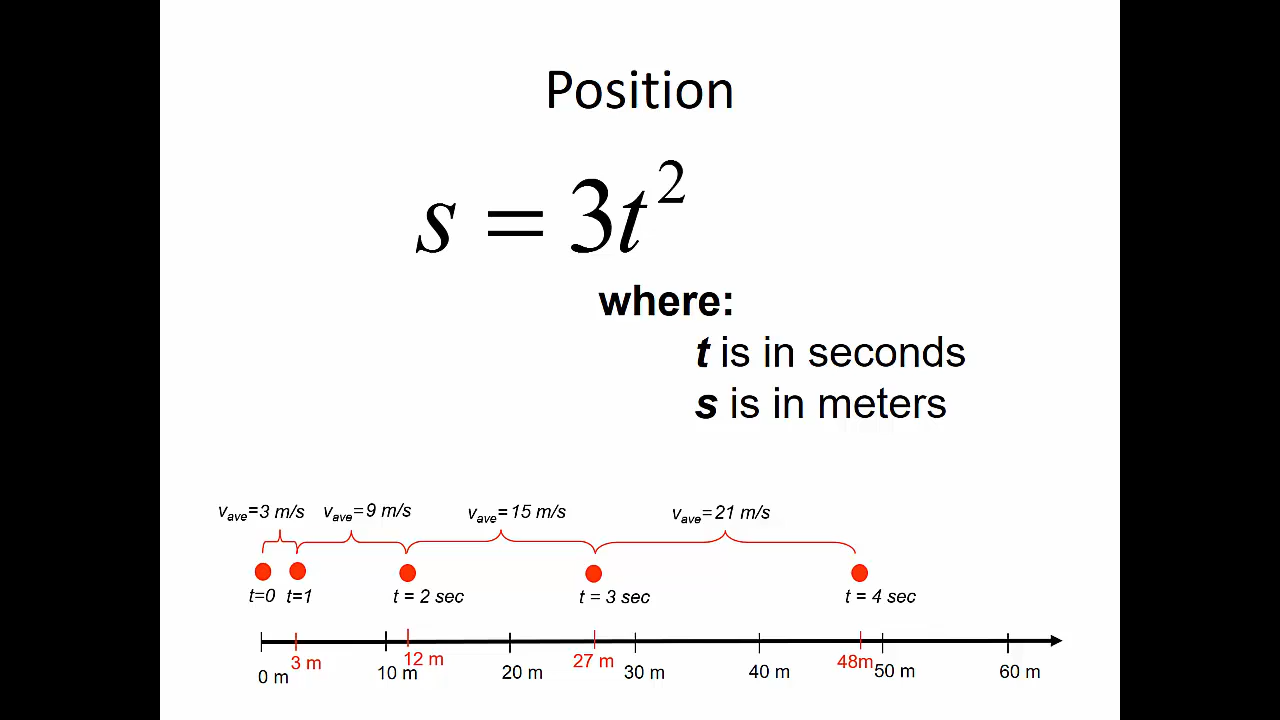 Position
s = 3t²
where:
t is in seconds
s is in meters
vave=3 m/s vave=9 m/s vave=15 m/s vave=21 m/s
t=0 t=1 t = 2 sec t = 3 sec t = 4 sec
3 m 12 m 27 m 48m
0 m 10 m 20 m 30 m 40 m 50 m 60 m